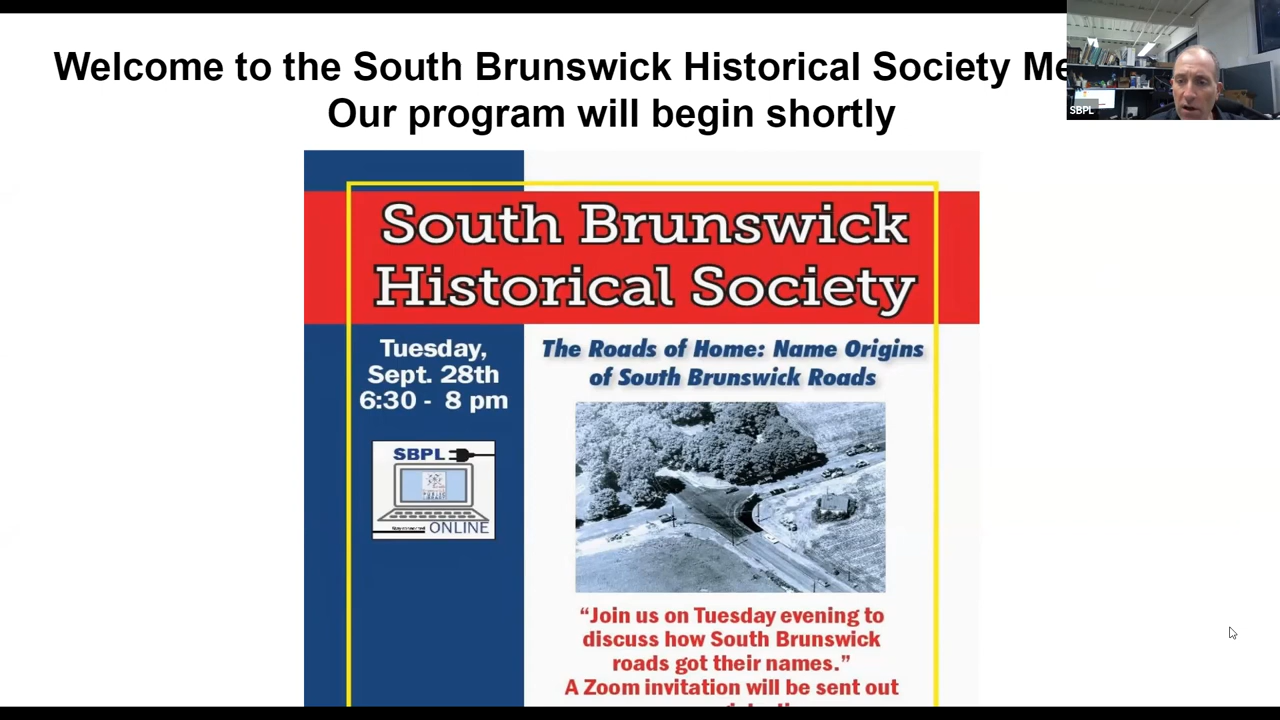 Welcome to the South Brunswick Historical Society
Our program will begin shortly
SBPL
South Brunswick
Historical Society
Tuesday,
Sept. 28th
6:30 - 8 pm
SBPL
ONLINE
The Roads of Home: Name Origins
of South Brunswick Roads
“Join us on Tuesday evening to
discuss how South Brunswick
roads got their names.”
A Zoom invitation will be sent out